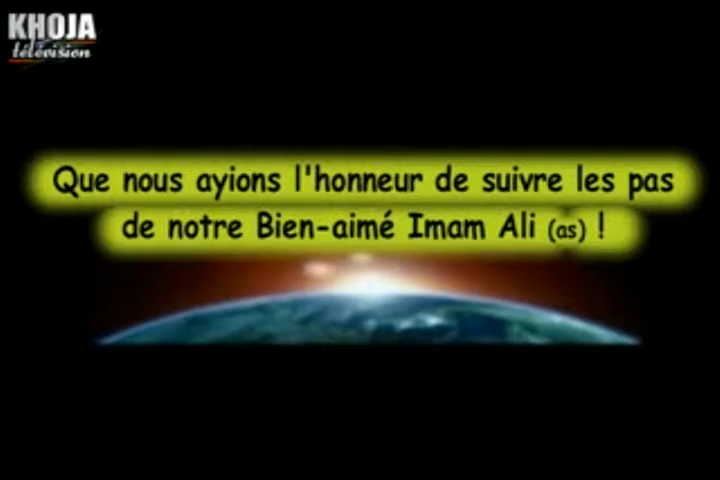 KHOJA
télévision
Que nous ayions l'honneur de suivre les pas
de notre Bien-aimé Imam Ali (as) !